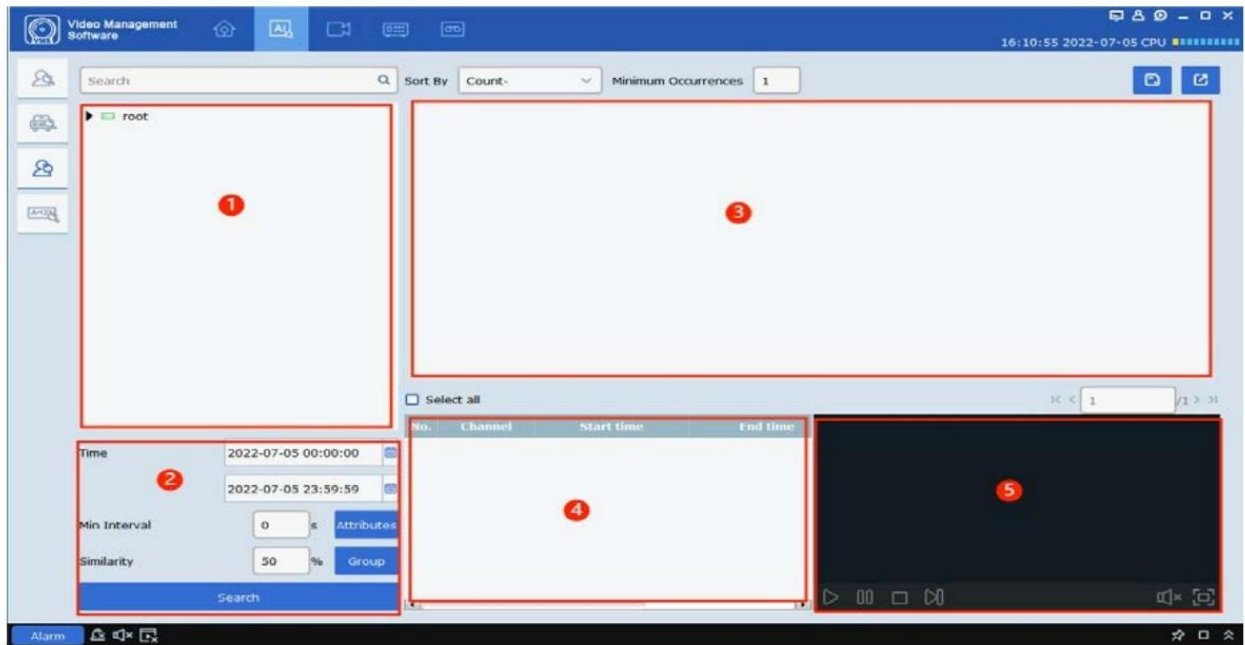 Video Management
Software
AI
16:10:55 2022-07-05 CPU
Search
Sort By Count- Minimum Occurrences 1
root
1
3
Select all
1 /1
No. Channel Start time End time
Time 2022-07-05 00:00:00
2
2022-07-05 23:59:59
4
5
Min Interval 0 s Attributes
Similarity 50 % Group
Search
Alarm